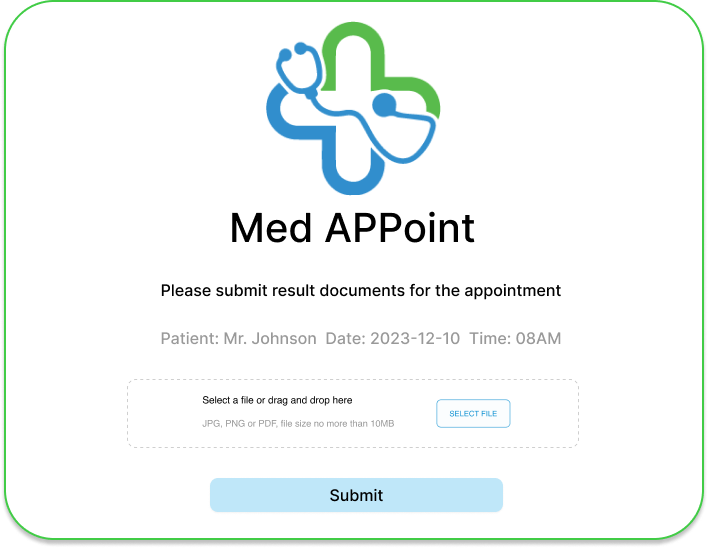 Med APPoint
Please submit result documents for the appointment
Patient: Mr. Johnson  Date: 2023-12-10  Time: 08AM
Select a file or drag and drop here
JPG, PNG or PDF, file size no more than 10MB
SELECT FILE
Submit